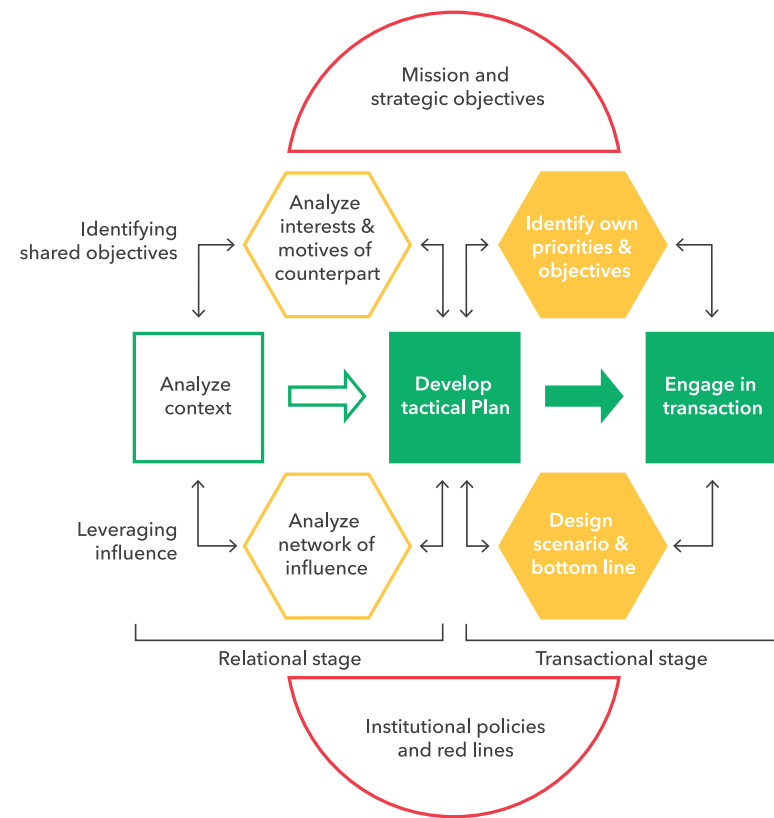 Mission and
strategic objectives
Identifying
shared objectives
Analyze
interests &
motives of
counterpart
Identify own
priorities &
objectives
Analyze
context
Develop
tactical Plan
Engage in
transaction
Leveraging
influence
Analyze
network of
influence
Design
scenario &
bottom line
Relational stage
Transactional stage
Institutional policies
and red lines